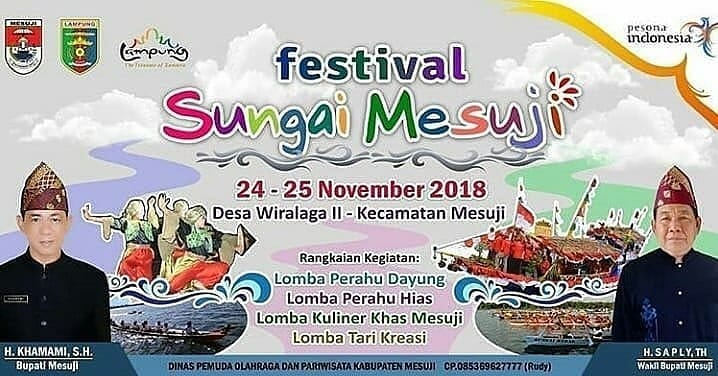 MESUJI
LAMPUNG
Lampung
The Treasure of Sumatra
pesona
indonesia
festival
Sungai Mesuji
24 - 25 November 2018
Desa Wiralaga II - Kecamatan Mesuji
Rangkaian Kegiatan:
Lomba Perahu Dayung
Lomba Perahu Hias
Lomba Kuliner Khas Mesuji
Lomba Tari Kreasi
H. KHAMAMI, S.H.
Bupati Mesuji
H. SAPLY, TH
Wakil Bupati Mesuji
DINAS PEMUDA OLAHRAGA DAN PARIWISATA KABUPATEN MESUJI CP.085369627777 (Rudy)